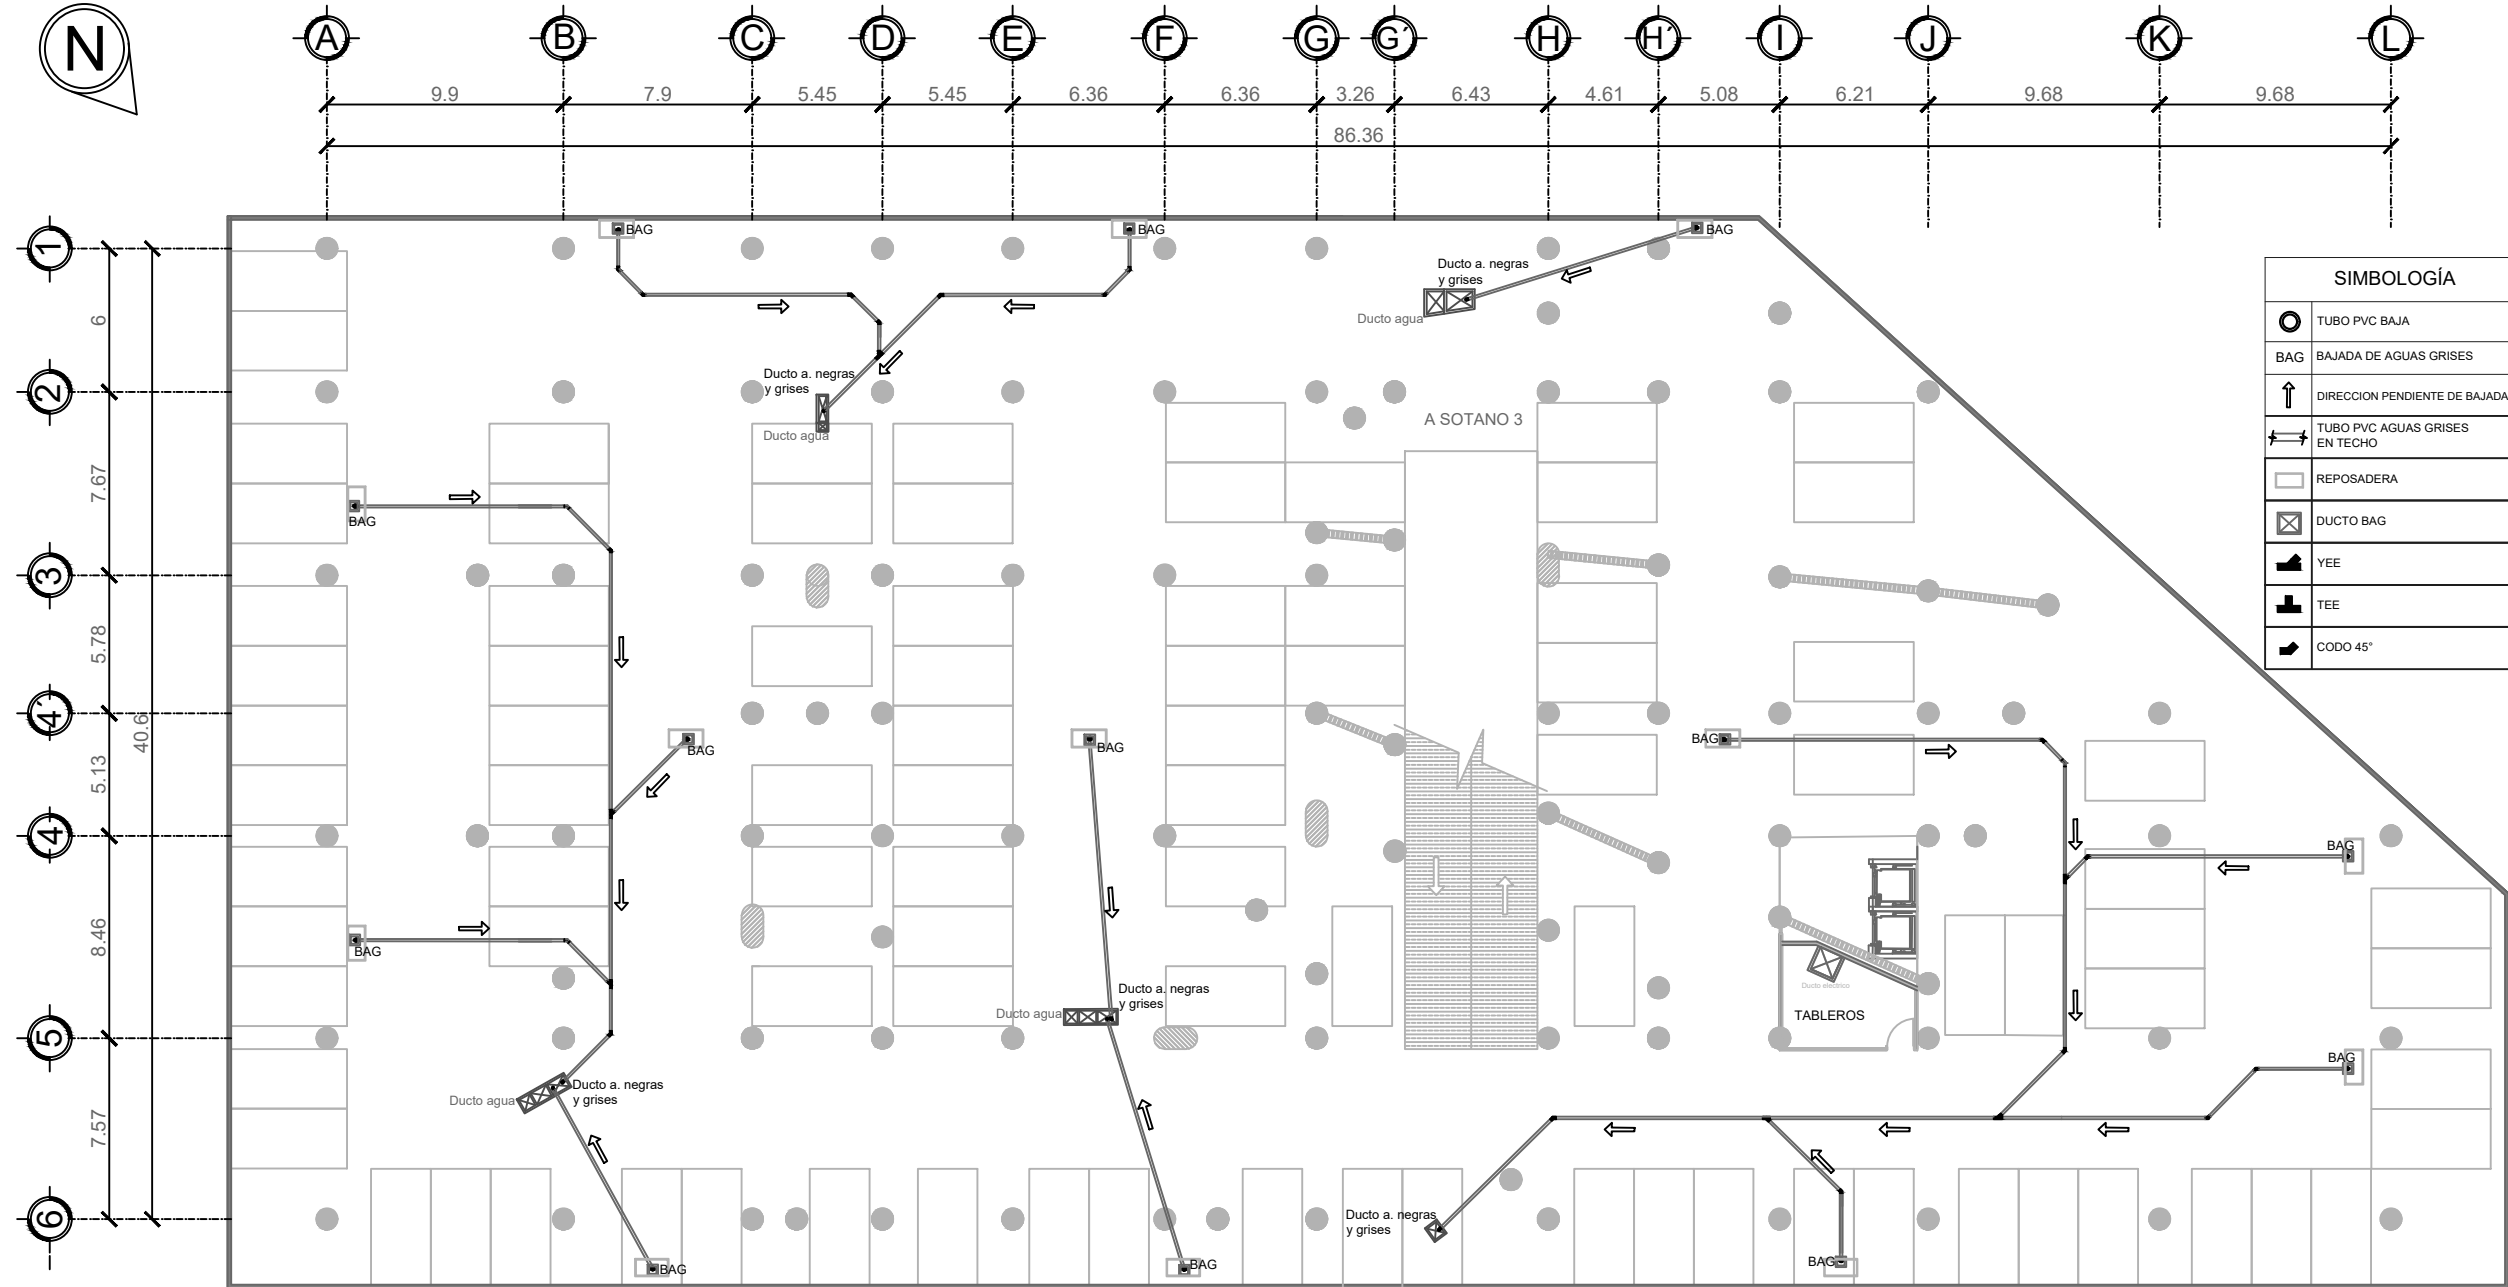 N
A B C D E F G G´ H H´ I J K L
9.9 7.9 5.45 5.45 6.36 6.36 3.26 6.43 4.61 5.08 6.21 9.68 9.68
86.36
1
2
3
4´
4
5
6
6
7.67
5.78
5.13
8.46
7.57
40.6
BAG
BAG
BAG
Ducto a. negras
y grises
Ducto agua
Ducto a. negras
y grises
Ducto agua
A SOTANO 3
BAG
BAG
BAG
BAG
BAG
BAG
Ducto a. negras
y grises
Ducto agua
Ducto electrico
TABLEROS
BAG
Ducto agua
Ducto a. negras
y grises
Ducto a. negras
y grises
BAG
BAG
BAG
SIMBOLOGÍA
TUBO PVC BAJA
BAG BAJADA DE AGUAS GRISES
DIRECCION PENDIENTE DE BAJADA
TUBO PVC AGUAS GRISES
EN TECHO
REPOSADERA
DUCTO BAG
YEE
TEE
CODO 45°